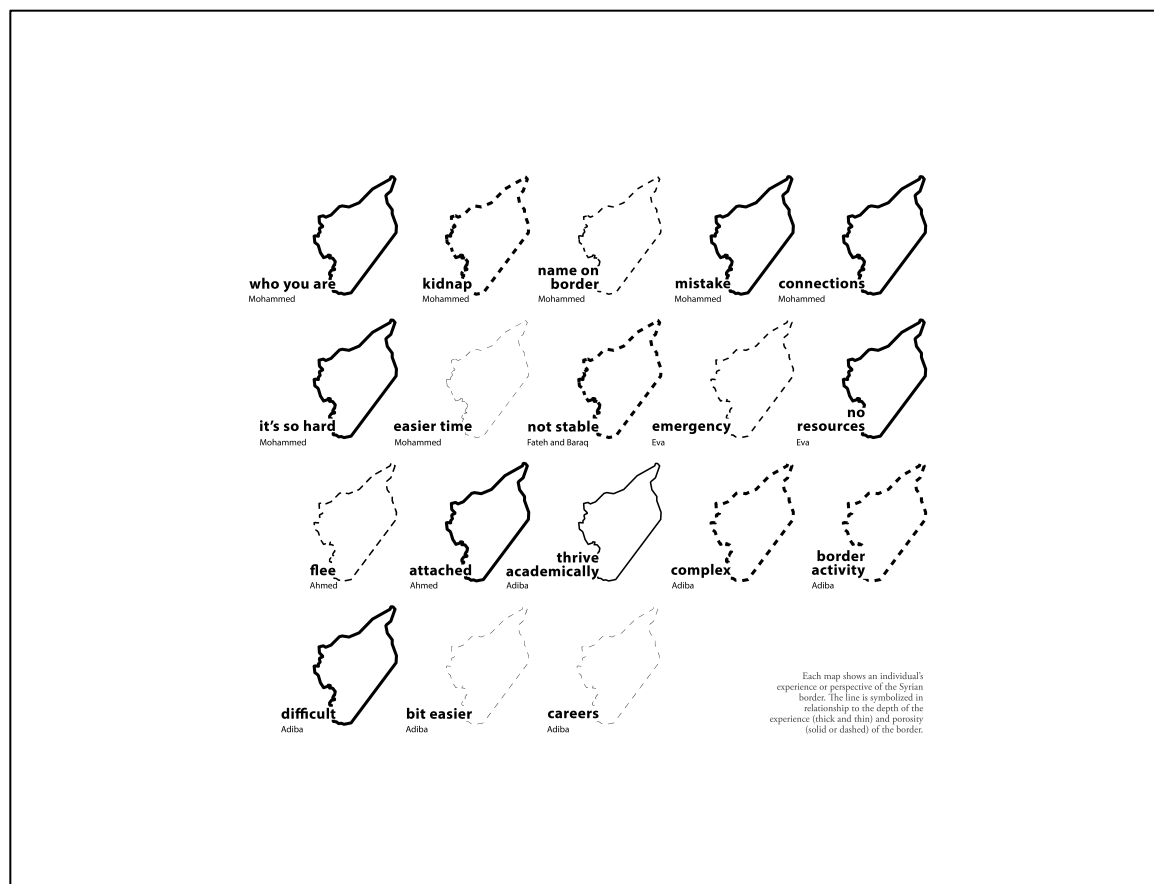 who you are
Mohammed
kidnap
Mohammed
name on
border
Mohammed
mistake
Mohammed
connections
Mohammed
it's so hard
Mohammed
easier time
Mohammed
not stable
Fateh and Baraq
emergency
Eva
no
resources
Eva
flee
Ahmed
attached
Ahmed
thrive
academically
Adiba
complex
Adiba
border
activity
Adiba
difficult
Adiba
bit easier
Adiba
careers
Adiba
Each map shows an individual's
experience or perspective of the Syrian
border. The line is symbolized in
relationship to the depth of the
experience (thick and thin) and porosity
(solid or dashed) of the border.